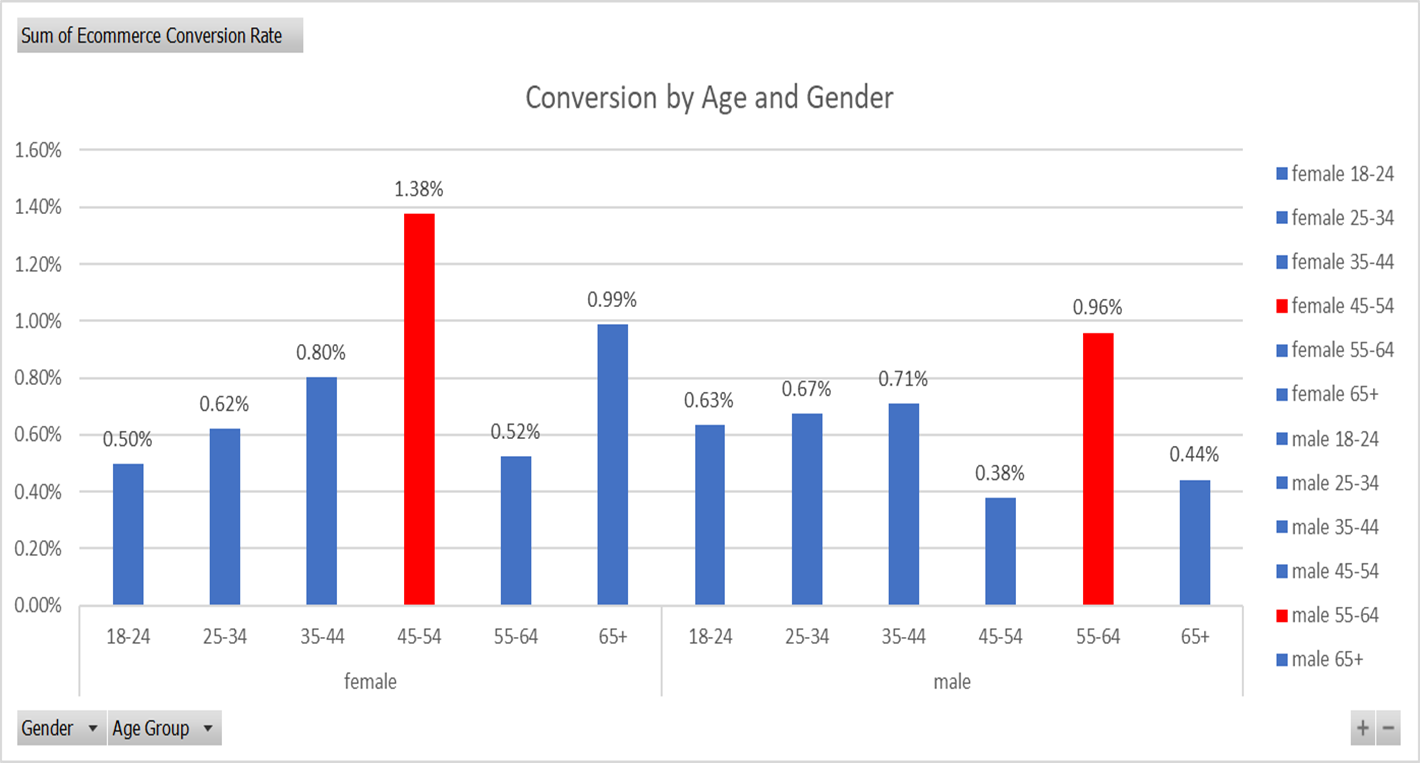 Sum of Ecommerce Conversion Rate
Conversion by Age and Gender
1.60%
1.40%
1.20%
1.00%
0.80%
0.60%
0.40%
0.20%
0.00%
0.50%
0.62%
0.80%
1.38%
0.52%
0.99%
0.63%
0.67%
0.71%
0.38%
0.96%
0.44%
18-24 25-34 35-44 45-54 55-64 65+ 18-24 25-34 35-44 45-54 55-64 65+
female male
female 18-24
female 25-34
female 35-44
female 45-54
female 55-64
female 65+
male 18-24
male 25-34
male 35-44
male 45-54
male 55-64
male 65+
Gender Age Group
+ −